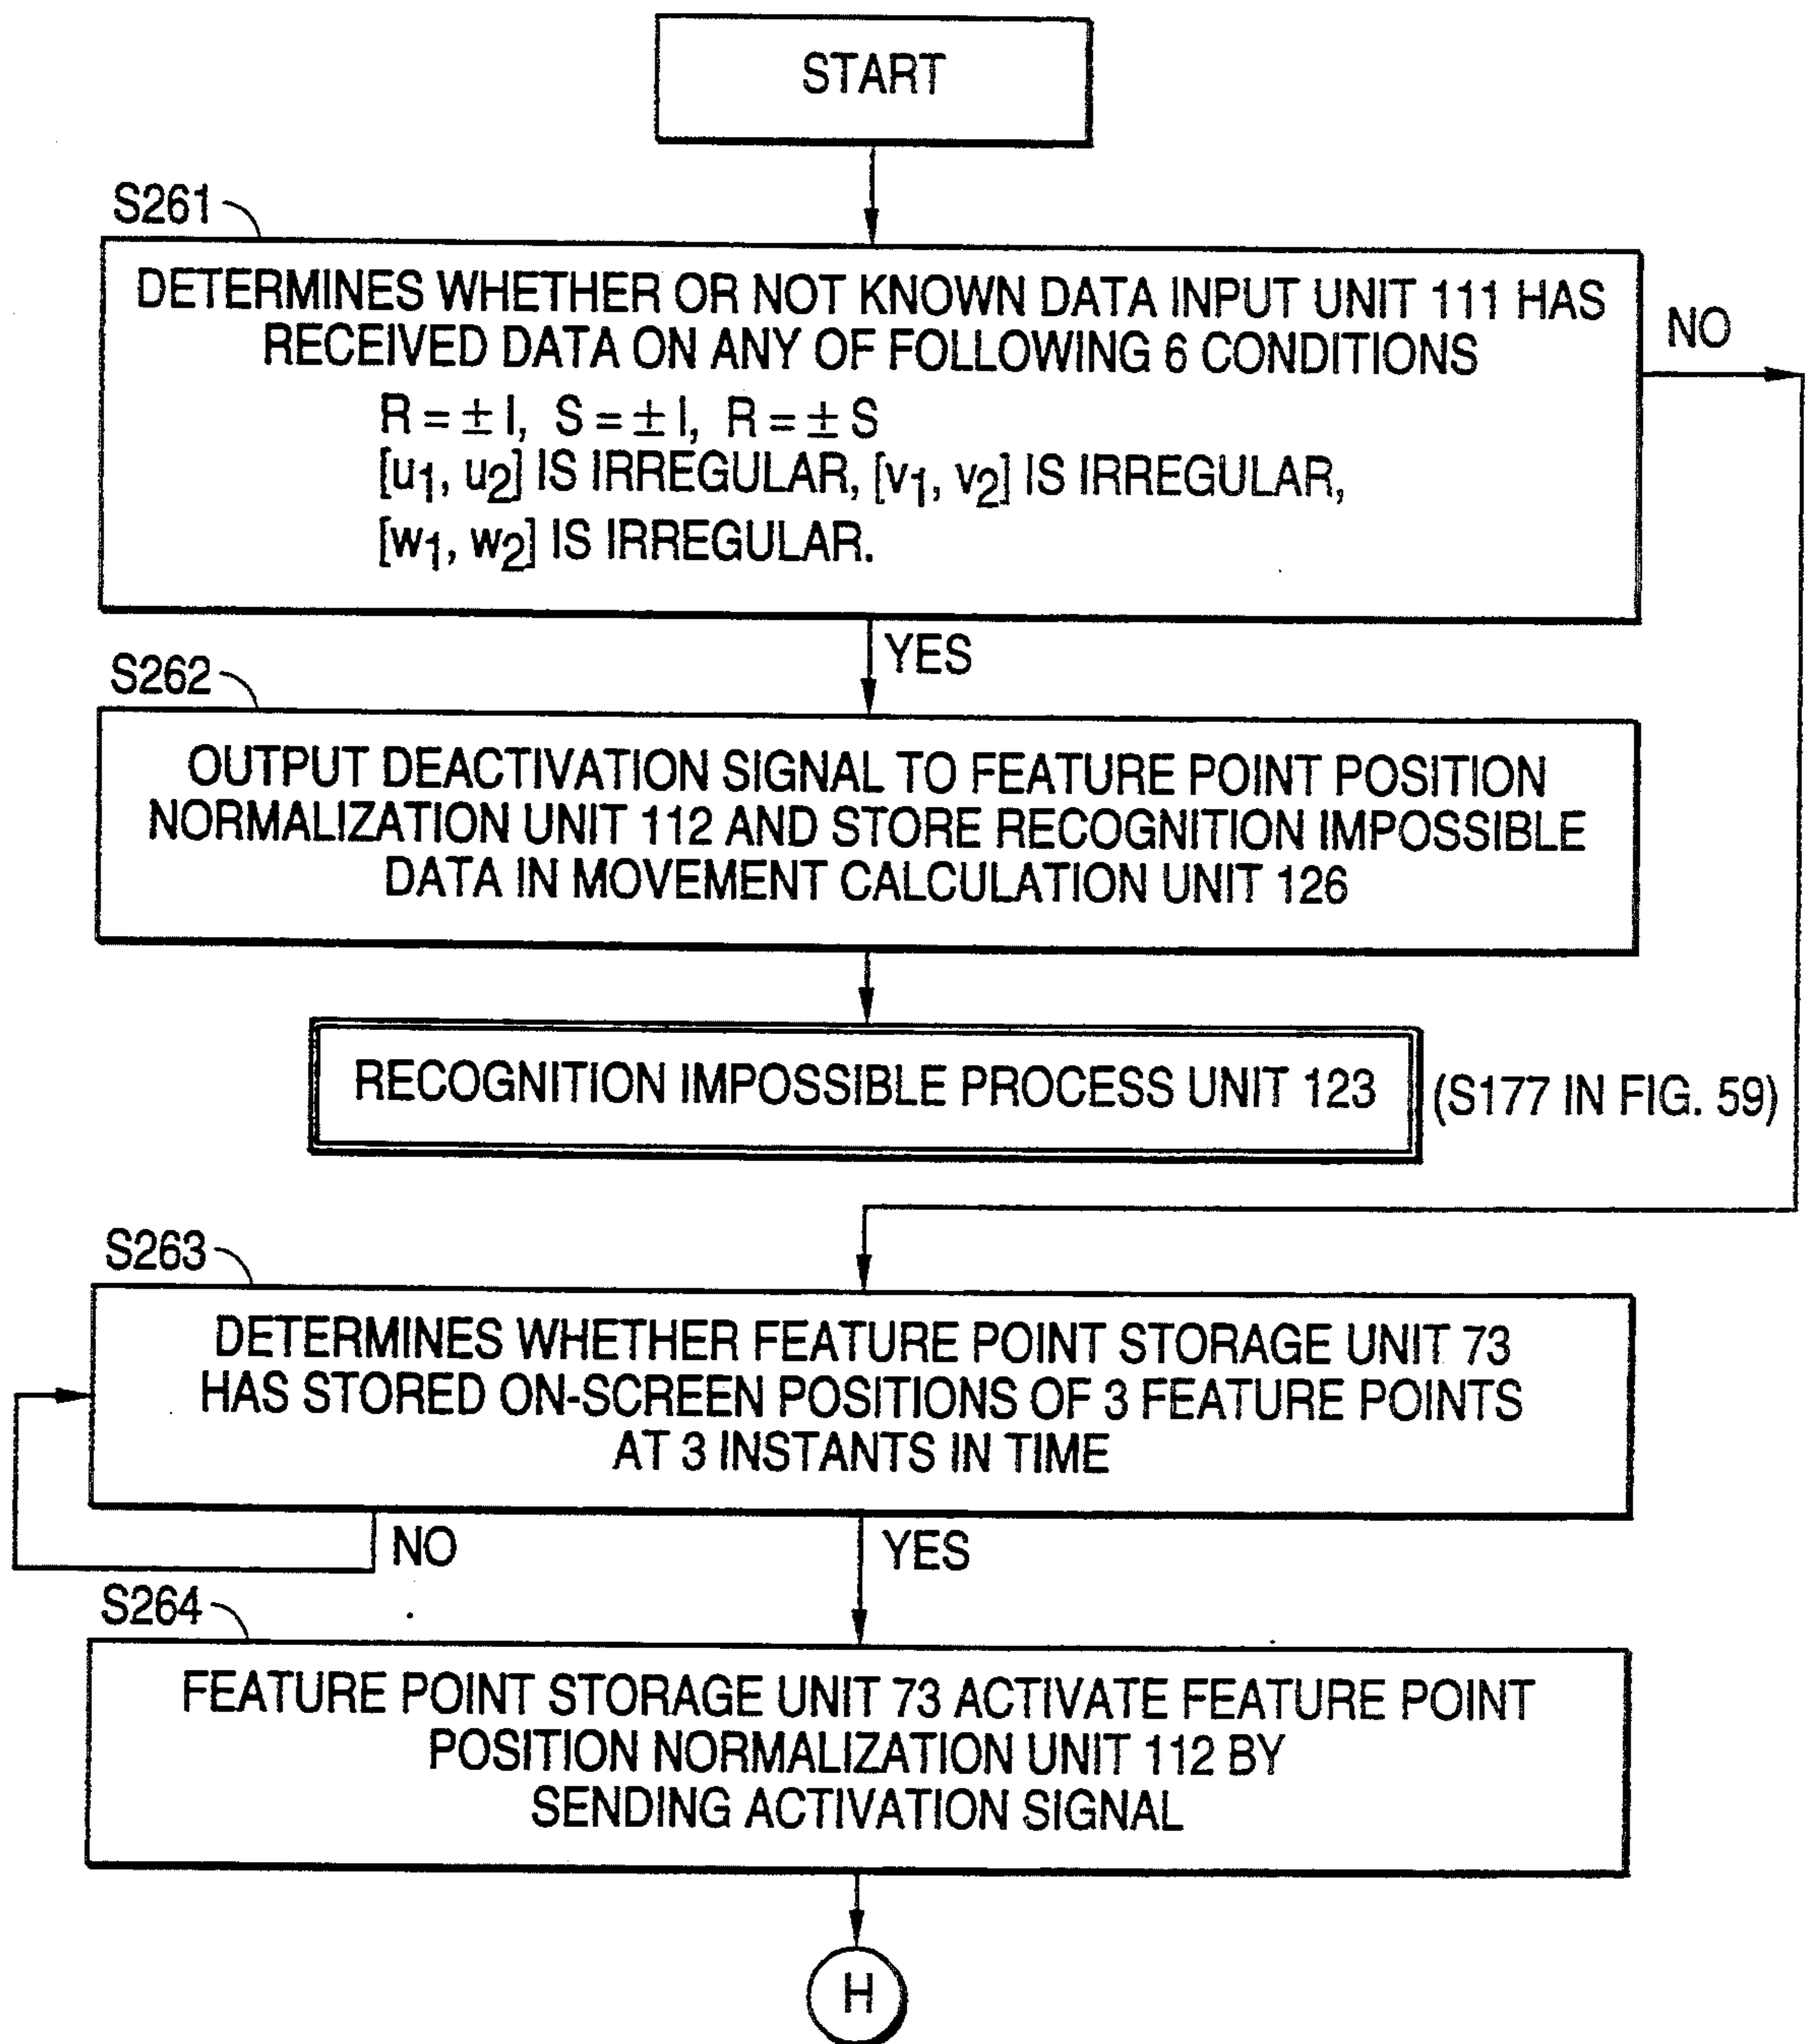 START
S261
DETERMINES WHETHER OR NOT KNOWN DATA INPUT UNIT 111 HAS
RECEIVED DATA ON ANY OF FOLLOWING 6 CONDITIONS
R = ± I, S = ± I, R = ± S
[u1, u2] IS IRREGULAR, [v1, v2] IS IRREGULAR,
[w1, w2] IS IRREGULAR.
NO
YES
S262
OUTPUT DEACTIVATION SIGNAL TO FEATURE POINT POSITION
NORMALIZATION UNIT 112 AND STORE RECOGNITION IMPOSSIBLE
DATA IN MOVEMENT CALCULATION UNIT 126
RECOGNITION IMPOSSIBLE PROCESS UNIT 123 (S177 IN FIG. 59)
S263
DETERMINES WHETHER FEATURE POINT STORAGE UNIT 73
HAS STORED ON-SCREEN POSITIONS OF 3 FEATURE POINTS
AT 3 INSTANTS IN TIME
NO YES
S264
FEATURE POINT STORAGE UNIT 73 ACTIVATE FEATURE POINT
POSITION NORMALIZATION UNIT 112 BY
SENDING ACTIVATION SIGNAL
H